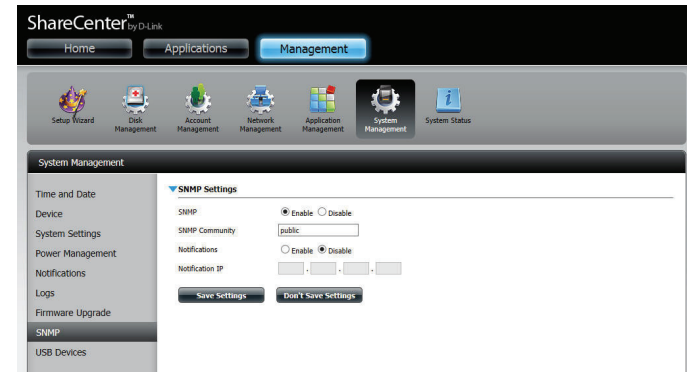 ShareCenter™ by D-Link
Home Applications Management
Setup Wizard Disk Management Account Management Network Management Application Management System Management System Status
System Management
Time and Date
Device
System Settings
Power Management
Notifications
Logs
Firmware Upgrade
SNMP
USB Devices
SNMP Settings
SNMP Enable Disable
SNMP Community public
Notifications Enable Disable
Notification IP . . .
Save Settings Don't Save Settings